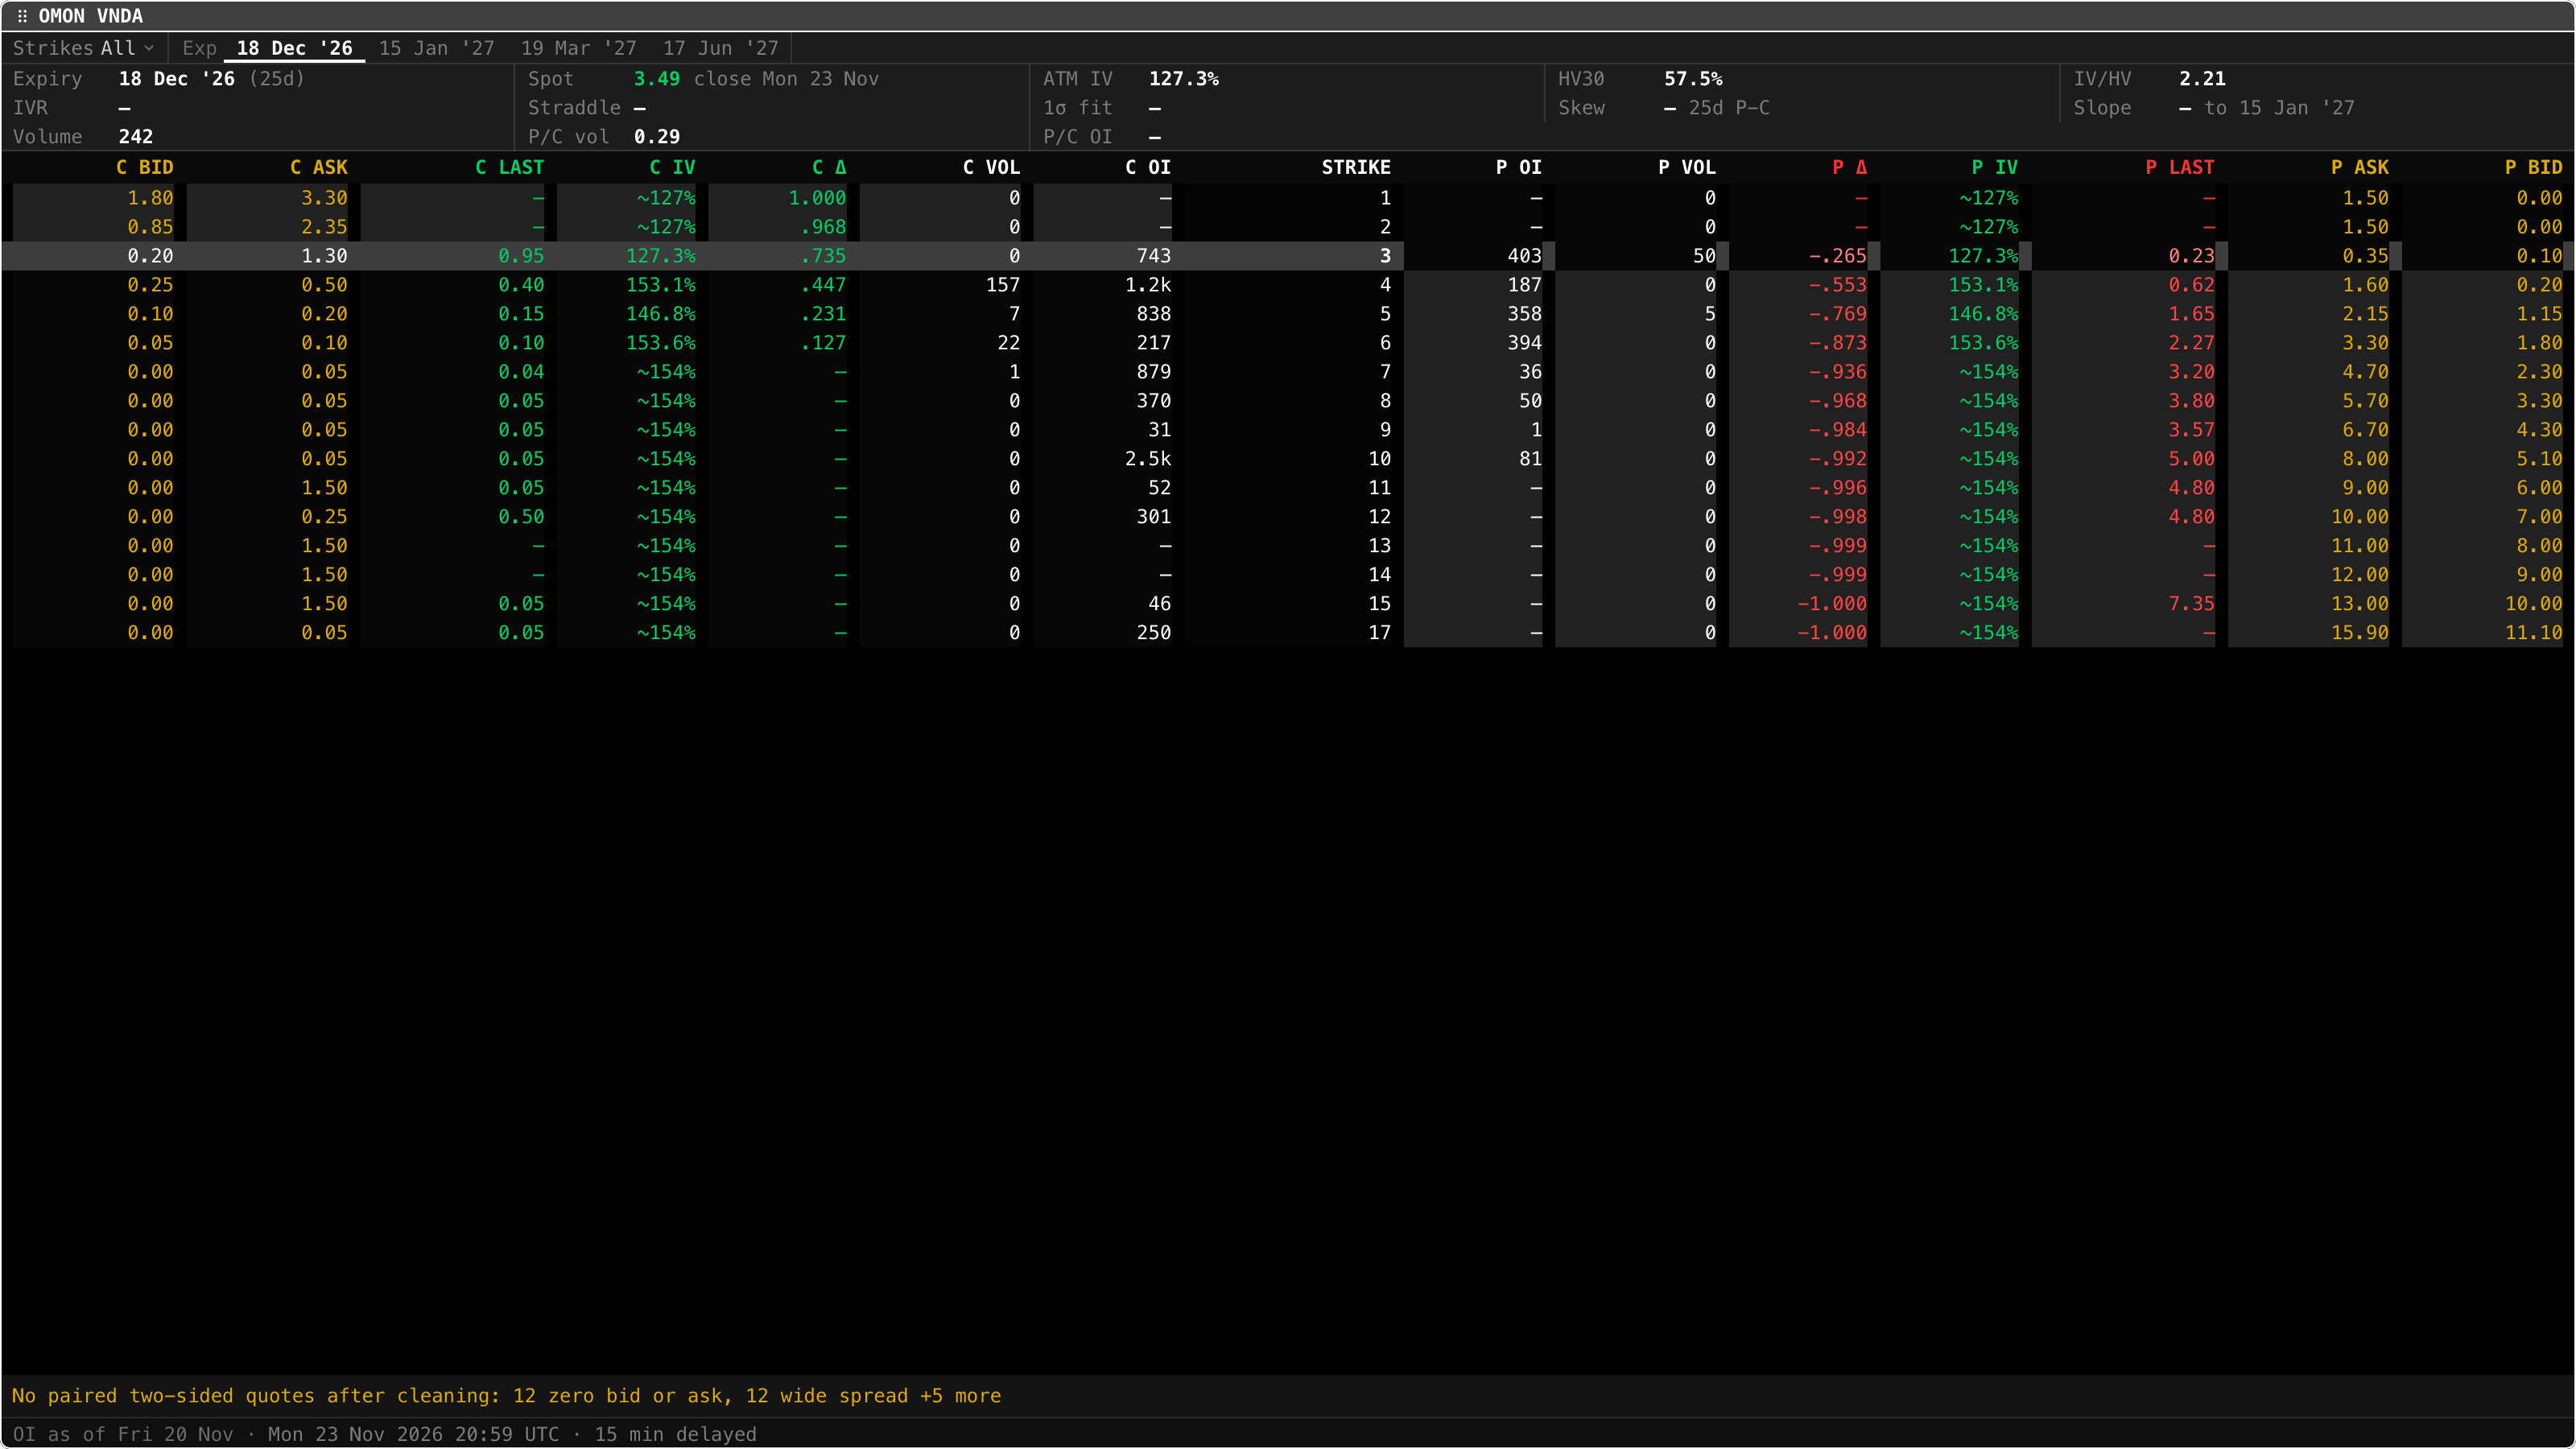 ⠿ OMON VNDA
Strikes All Exp 18 Dec '26 15 Jan '27 19 Mar '27 17 Jun '27
Expiry 18 Dec '26 (25d) Spot 3.49 close Mon 23 Nov ATM IV 127.3% HV30 57.5% IV/HV 2.21
IVR – Straddle – 1σ fit – Skew – 25d P−C Slope – to 15 Jan '27
Volume 242 P/C vol 0.29 P/C OI –
C BID C ASK C LAST C IV C Δ C VOL C OI STRIKE P OI P VOL P Δ P IV P LAST P ASK P BID
1.80 3.30 – ~127% 1.000 0 – 1 – 0 – ~127% – 1.50 0.00
0.85 2.35 – ~127% .968 0 – 2 – 0 – ~127% – 1.50 0.00
0.20 1.30 0.95 127.3% .735 0 743 3 403 50 −.265 127.3% 0.23 0.35 0.10
0.25 0.50 0.40 153.1% .447 157 1.2k 4 187 0 −.553 153.1% 0.62 1.60 0.20
0.10 0.20 0.15 146.8% .231 7 838 5 358 5 −.769 146.8% 1.65 2.15 1.15
0.05 0.10 0.10 153.6% .127 22 217 6 394 0 −.873 153.6% 2.27 3.30 1.80
0.00 0.05 0.04 ~154% – 1 879 7 36 0 −.936 ~154% 3.20 4.70 2.30
0.00 0.05 0.05 ~154% – 0 370 8 50 0 −.968 ~154% 3.80 5.70 3.30
0.00 0.05 0.05 ~154% – 0 31 9 1 0 −.984 ~154% 3.57 6.70 4.30
0.00 0.05 0.05 ~154% – 0 2.5k 10 81 0 −.992 ~154% 5.00 8.00 5.10
0.00 1.50 0.05 ~154% – 0 52 11 – 0 −.996 ~154% 4.80 9.00 6.00
0.00 0.25 0.50 ~154% – 0 301 12 – 0 −.998 ~154% 4.80 10.00 7.00
0.00 1.50 – ~154% – 0 – 13 – 0 −.999 ~154% – 11.00 8.00
0.00 1.50 – ~154% – 0 – 14 – 0 −.999 ~154% – 12.00 9.00
0.00 1.50 0.05 ~154% – 0 46 15 – 0 −1.000 ~154% 7.35 13.00 10.00
0.00 0.05 0.05 ~154% – 0 250 17 – 0 −1.000 ~154% – 15.90 11.10
No paired two-sided quotes after cleaning: 12 zero bid or ask, 12 wide spread +5 more
OI as of Fri 20 Nov · Mon 23 Nov 2026 20:59 UTC · 15 min delayed